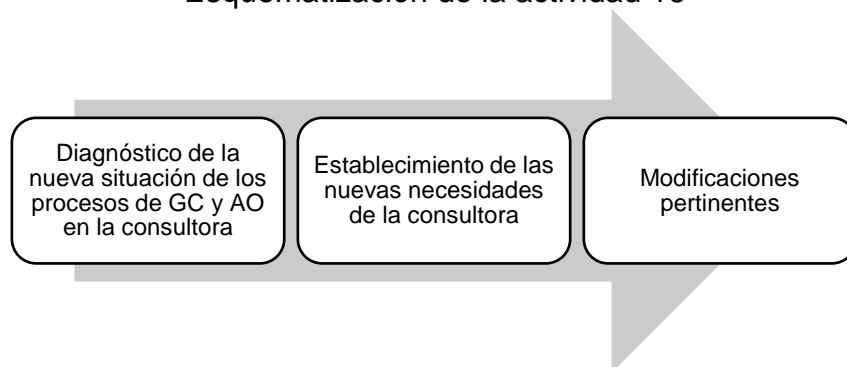 Esquematización de la actividad
Diagnóstico de la
nueva situación de los
procesos de GC y AO
en la consultora
Establecimiento de las
nuevas necesidades
de la consultora
Modificaciones
pertinentes